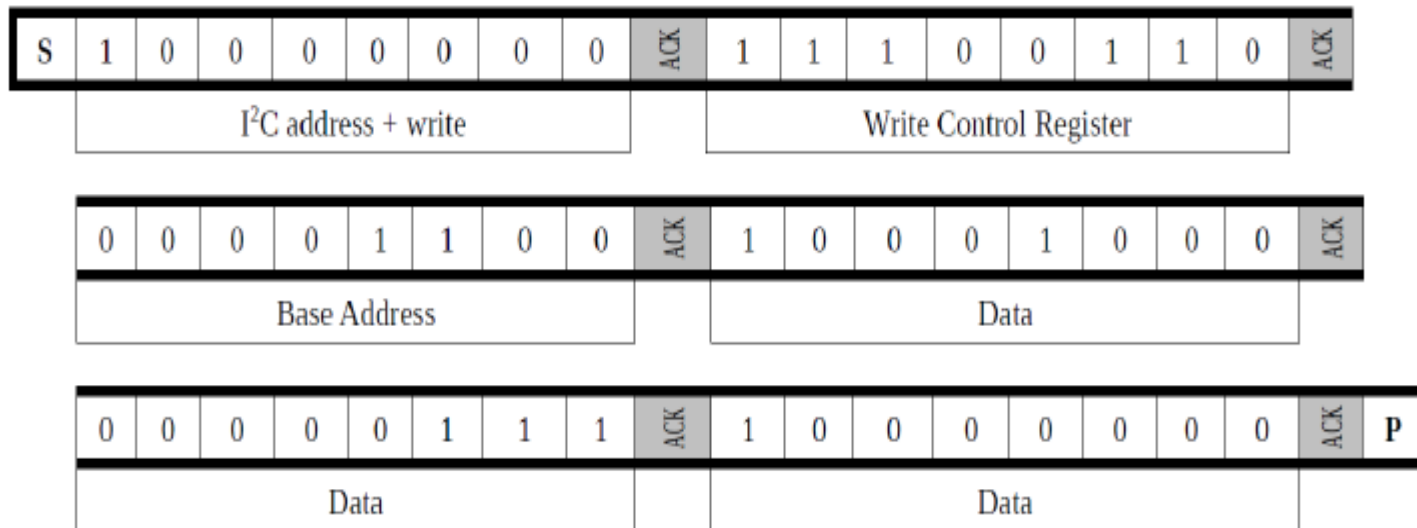 S 1 0 0 0 0 0 0 0 ACK 1 1 1 0 0 1 1 0 ACK
I²C address + write Write Control Register
0 0 0 0 1 1 0 0 ACK 1 0 0 0 1 0 0 0 ACK
Base Address Data
0 0 0 0 0 1 1 1 ACK 1 0 0 0 0 0 0 0 ACK P
Data Data